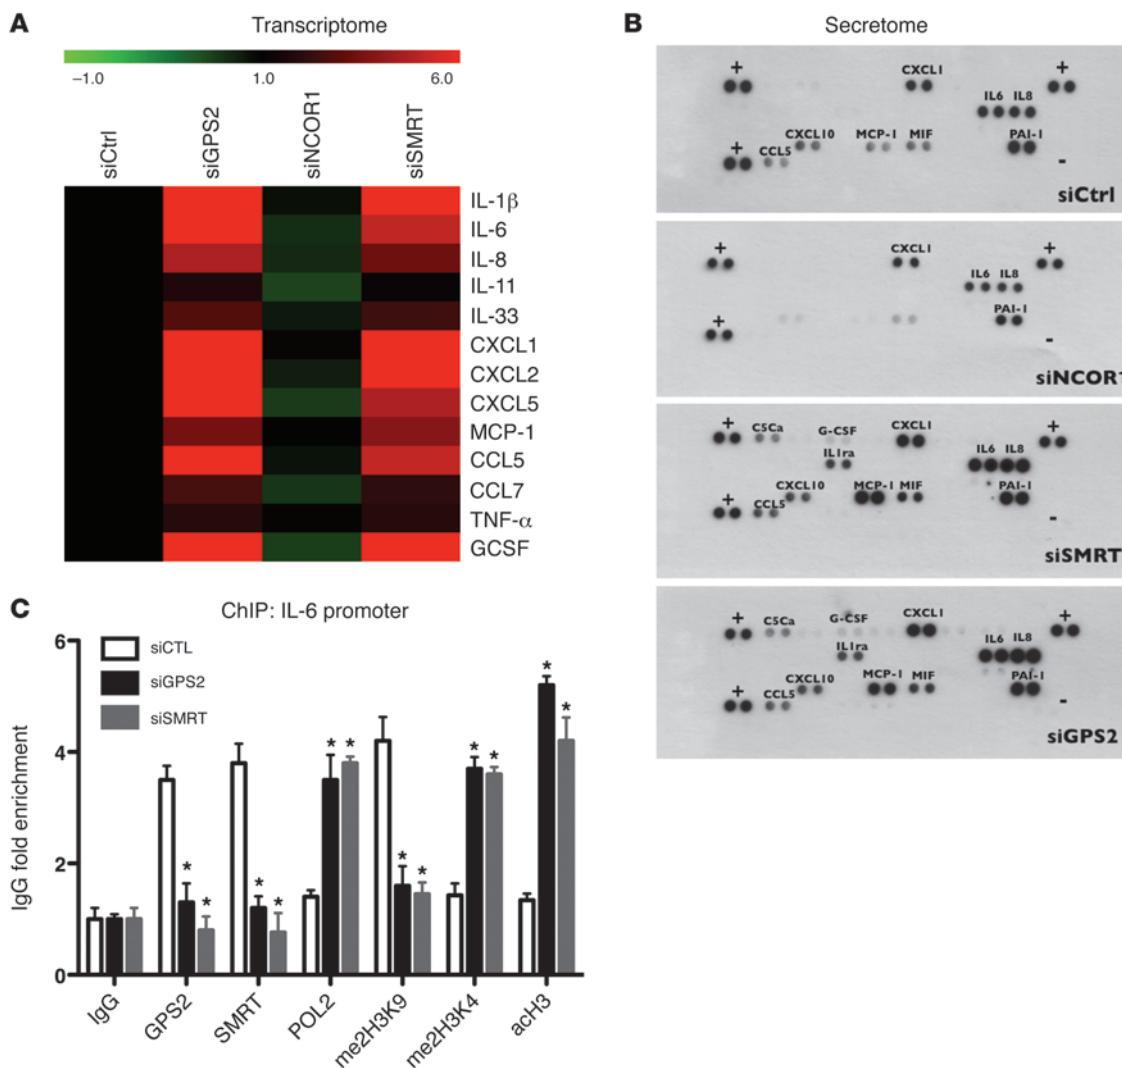 A
Transcriptome
−1.0 1.0 6.0
siCtrl siGPS2 siNCOR1 siSMRT
IL-1β
IL-6
IL-8
IL-11
IL-33
CXCL1
CXCL2
CXCL5
MCP-1
CCL5
CCL7
TNF-α
GCSF
B
Secretome
+ CXCL1 +
IL6 IL8
+ CCL5 CXCL10 MCP-1 MIF PAI-1 -
siCtrl
+ CXCL1 +
IL6 IL8
+ PAI-1 -
siNCOR1
+ C5Ca G-CSF CXCL1 +
IL1ra IL6 IL8
+ CCL5 CXCL10 MCP-1 MIF PAI-1 -
siSMRT
+ C5Ca G-CSF CXCL1 +
IL1ra IL6 IL8
+ CCL5 CXCL10 MCP-1 MIF PAI-1 -
siGPS2
C
ChIP: IL-6 promoter
siCTL
siGPS2
siSMRT
IgG fold enrichment
6
4
2
0
* * * * * * * * * * * *
IgG GPS2 SMRT POL2 me2H3K9 me2H3K4 acH3